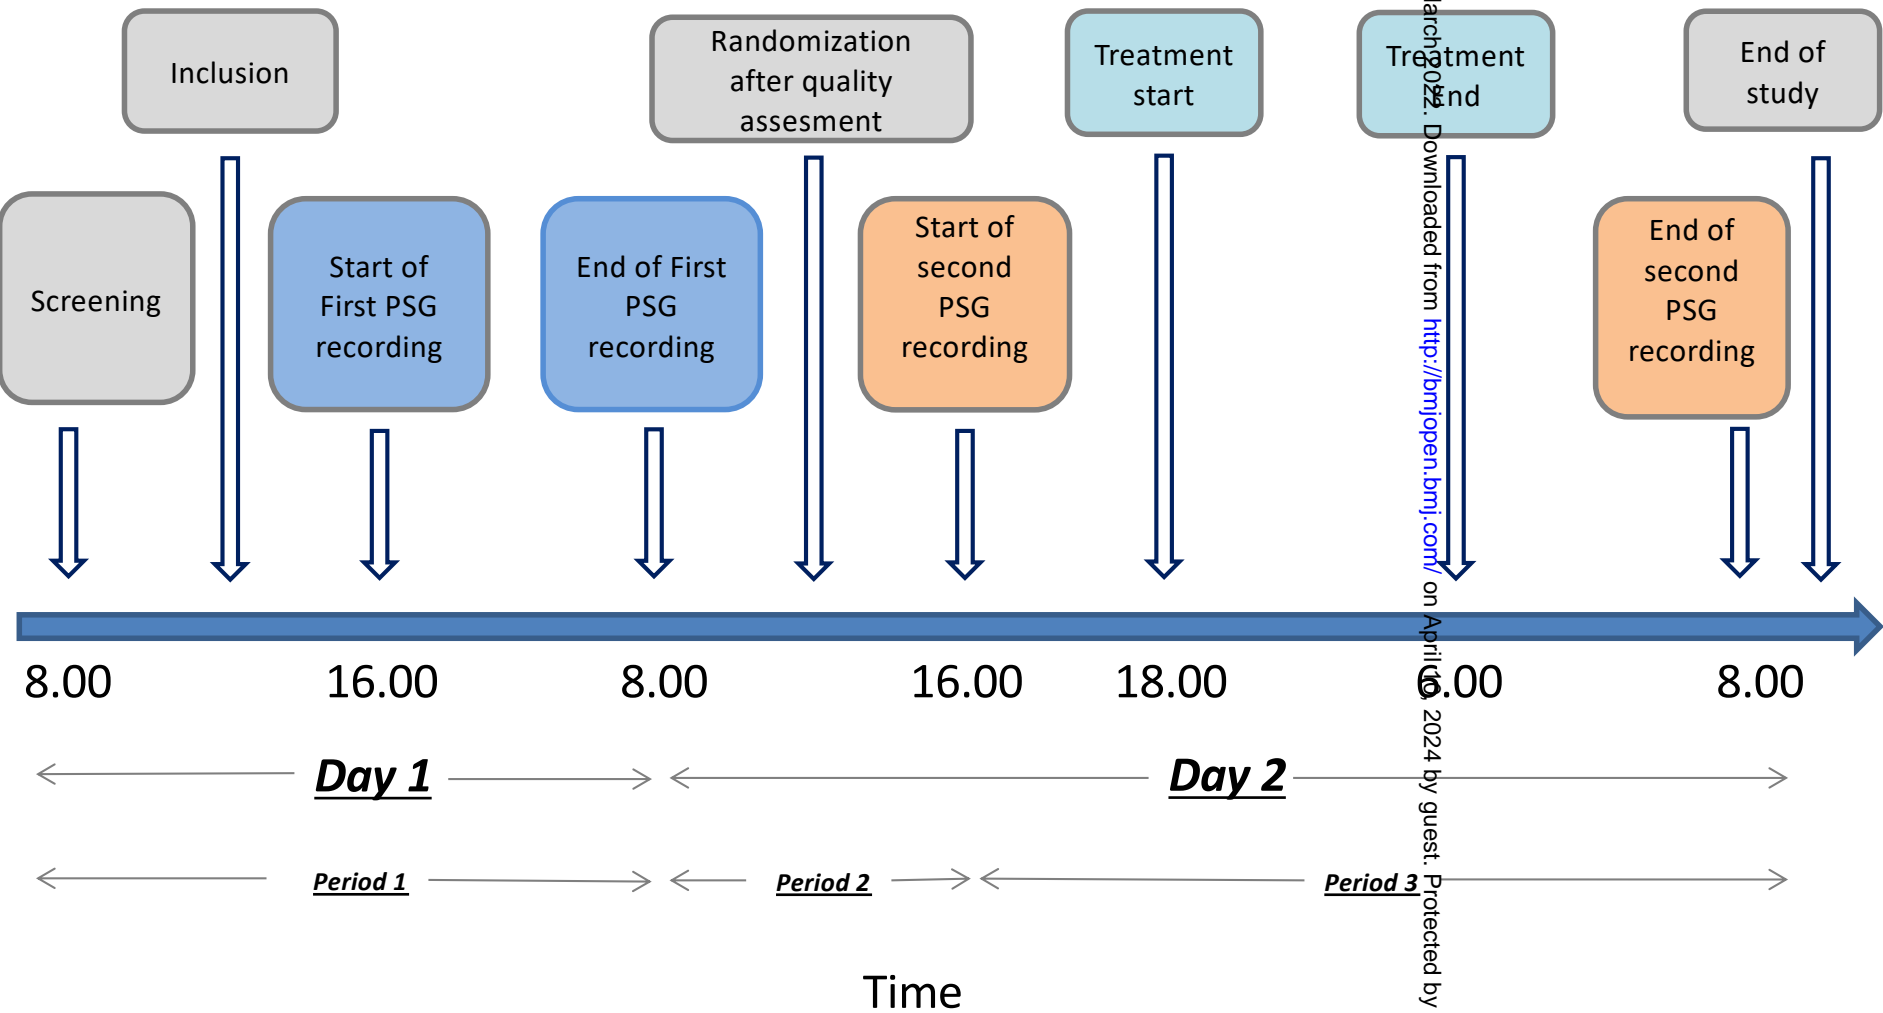 Inclusion
Randomization
after quality
assesment
Treatment
start
Treatment
End
End of
study
Screening
Start of
First PSG
recording
End of First
PSG
recording
Start of
second
PSG
recording
End of
second
PSG
recording
8.00
16.00
8.00
16.00
18.00
6.00
8.00
Day 1
Day 2
Period 1
Period 2
Period 3
Time
2022. Downloaded from http://bmjopen.bmj.com/ on April 10, 2024 by guest. Protected by